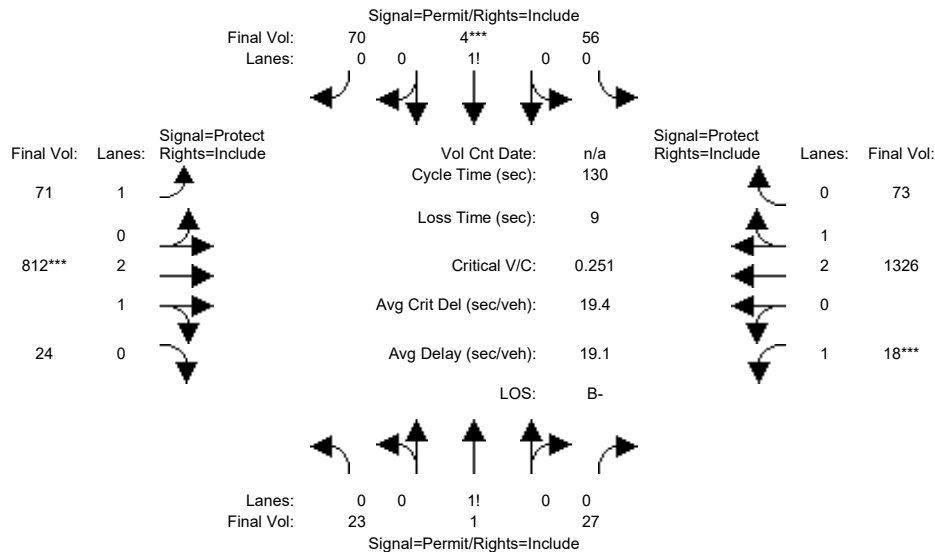 Signal=Permit/Rights=Include
Final Vol: 70 4*** 56
Lanes: 0 0 1! 0 0
Signal=Protect
Final Vol: Lanes: Rights=Include
Vol Cnt Date: n/a
Signal=Protect
Rights=Include Lanes: Final Vol:
Cycle Time (sec): 130
71 1
0 73
Loss Time (sec): 9
0
1
812*** 2
Critical V/C: 0.251
2 1326
1
Avg Crit Del (sec/veh): 19.4
0
24 0
Avg Delay (sec/veh): 19.1
1 18***
LOS: B-
Lanes: 0 0 1! 0 0
Final Vol: 23 1 27
Signal=Permit/Rights=Include